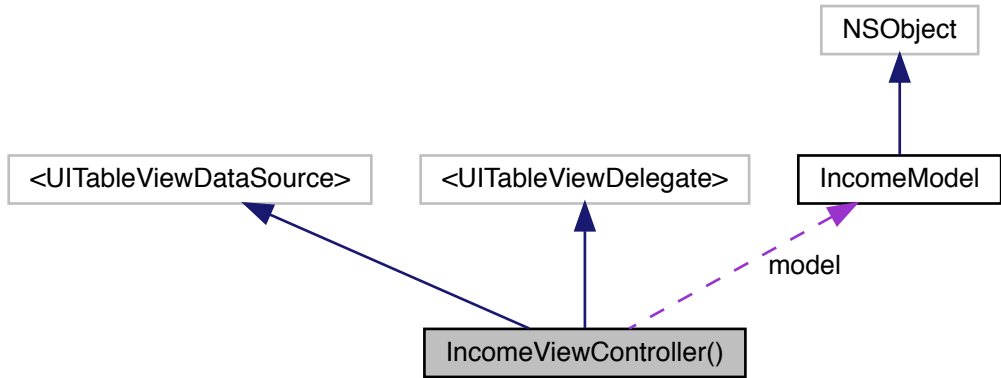 NSObject
<UITableViewDataSource>
<UITableViewDelegate>
IncomeModel
model
IncomeViewController()